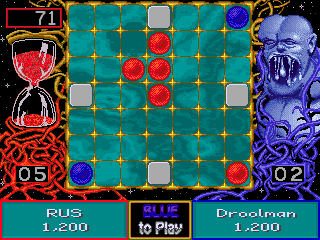 71
05
02
RUS
1,200
BLUE
to Play
Droolman
1,200